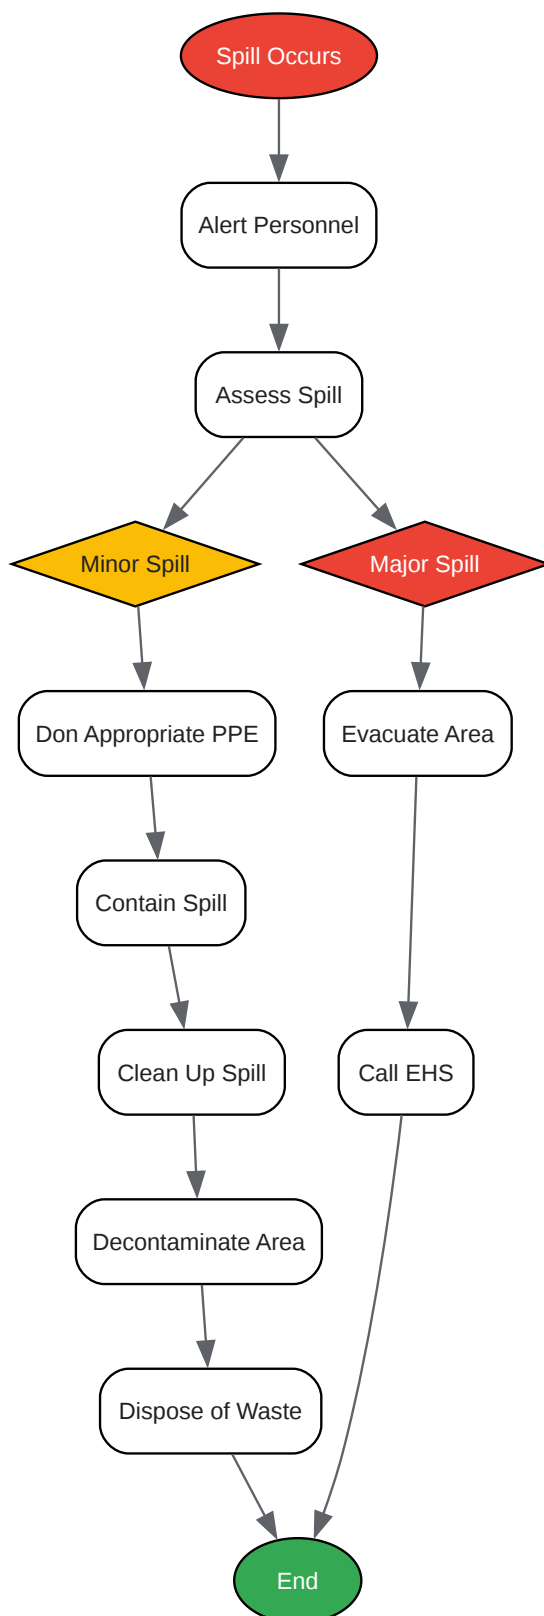 Spill Occurs
Alert Personnel
Assess Spill
Minor Spill
Major Spill
Don Appropriate PPE
Evacuate Area
Contain Spill
Clean Up Spill
Call EHS
Decontaminate Area
Dispose of Waste
End